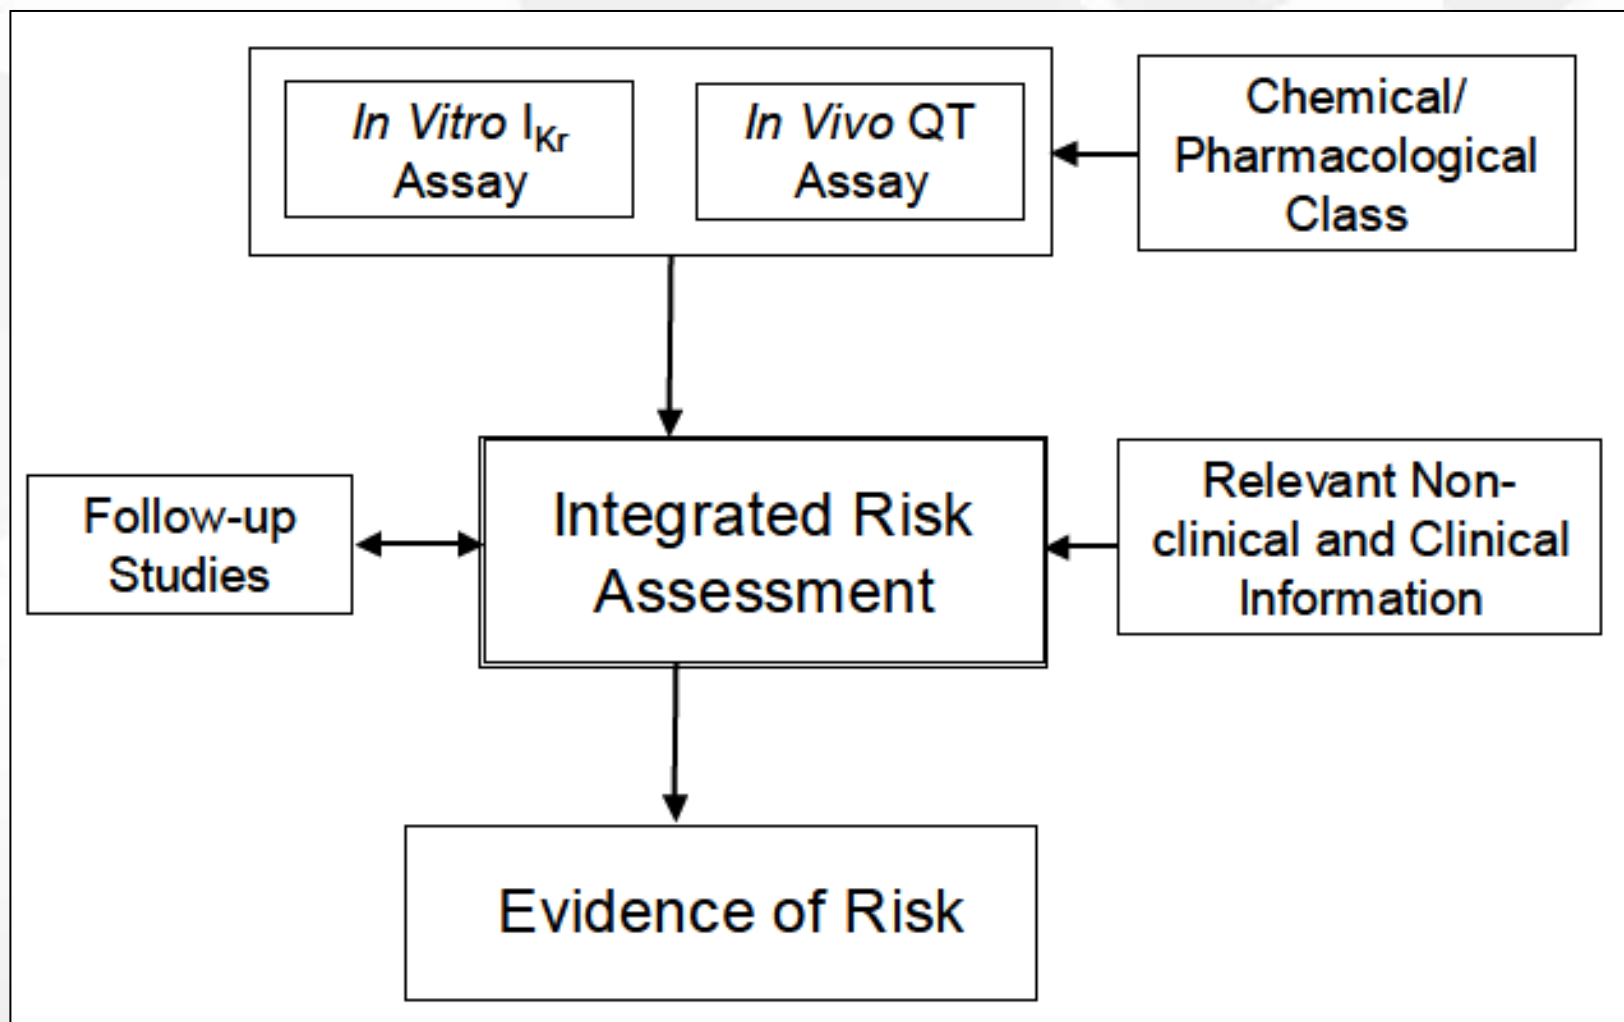 In Vitro IKr
Assay
In Vivo QT
Assay
Chemical/
Pharmacological
Class
Follow-up
Studies
Integrated Risk
Assessment
Relevant Non-
clinical and Clinical
Information
Evidence of Risk